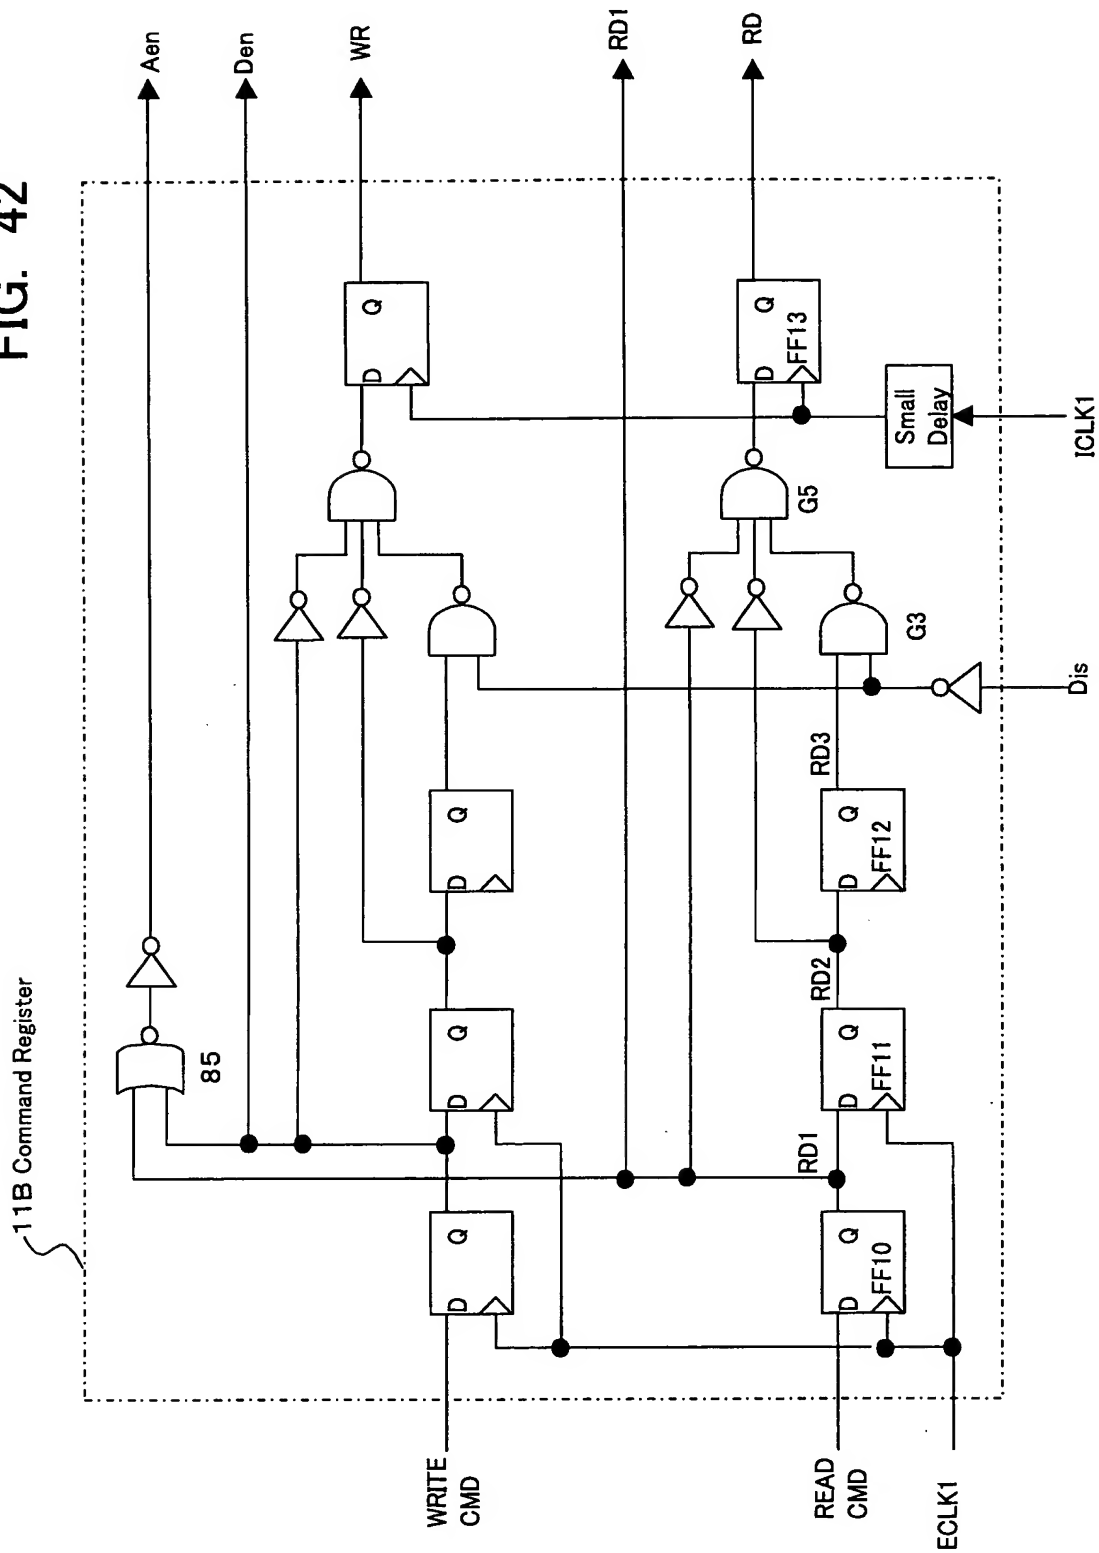 FIG. 42
11B Command Register
Aen
Den
WR
RD1
RD
85
D
Q
D
Q
D
Q
D
Q
WRITE
CMD
RD1
RD2
RD3
D
Q
FF10
D
Q
FF11
D
Q
FF12
G3
G5
D
Q
FF13
Small
Delay
READ
CMD
ECLK1
Dis
ICLK1